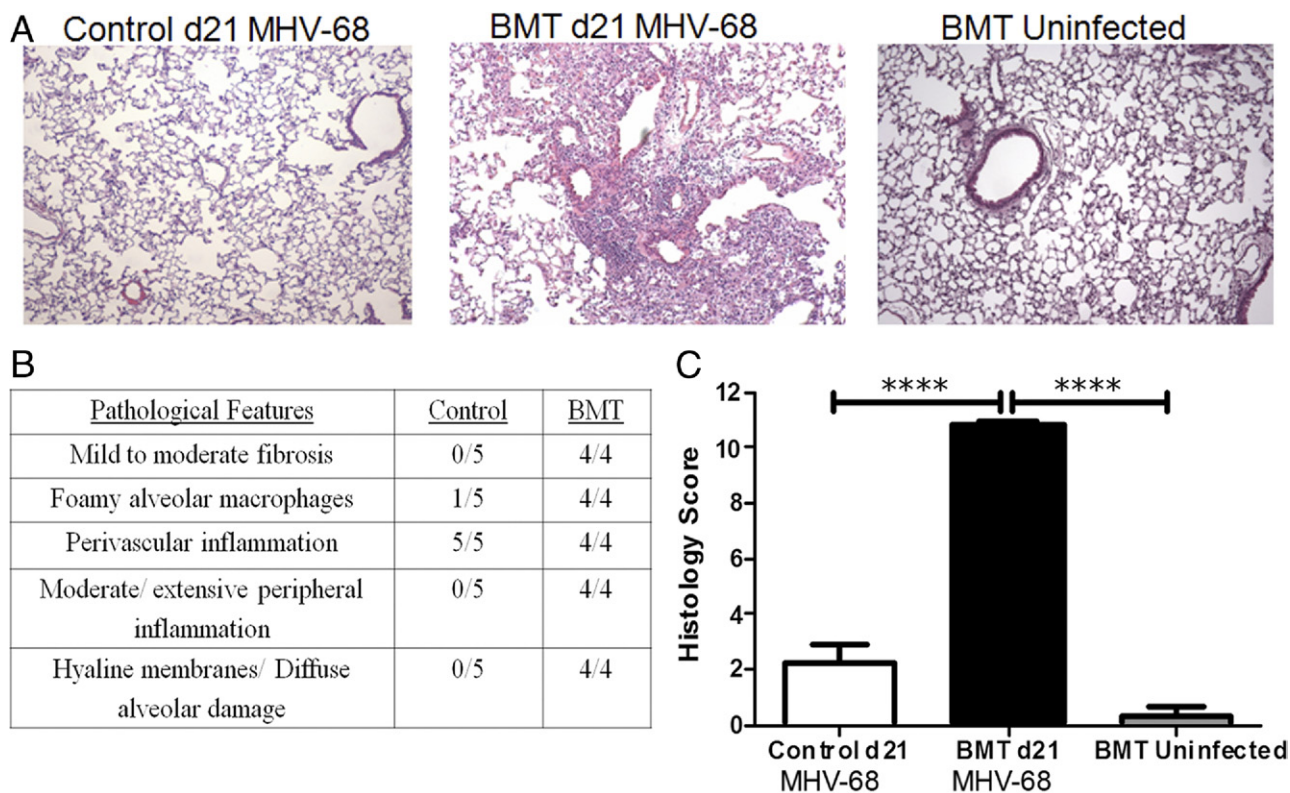 A
Control d21 MHV-68
BMT d21 MHV-68
BMT Uninfected
B
Pathological Features Control BMT
Mild to moderate fibrosis 0/5 4/4
Foamy alveolar macrophages 1/5 4/4
Perivascular inflammation 5/5 4/4
Moderate/ extensive peripheral 0/5 4/4
inflammation
Hyaline membranes/ Diffuse 0/5 4/4
alveolar damage
C
**** ****
Histology Score
12
10
8
6
4
2
0
Control d21
MHV-68
BMT d21
MHV-68
BMT Uninfected